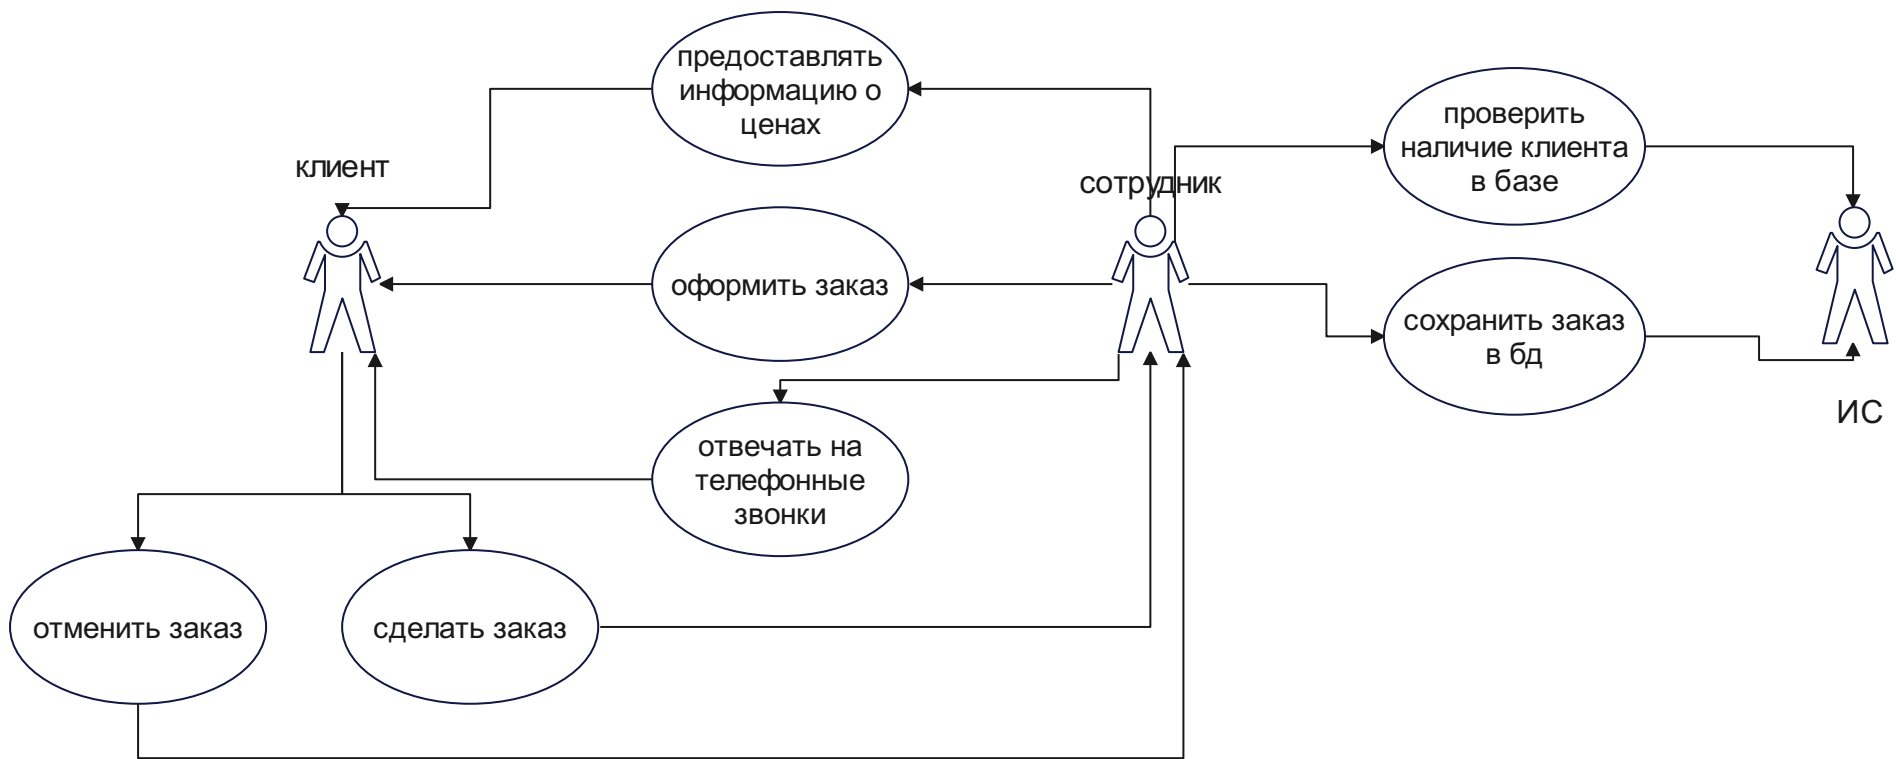 предоставлять
информацию о
ценах
проверить
наличие клиента
в базе
клиент
сотрудник
оформить заказ
сохранить заказ
в бд
ИС
отвечать на
телефонные
звонки
отменить заказ
сделать заказ